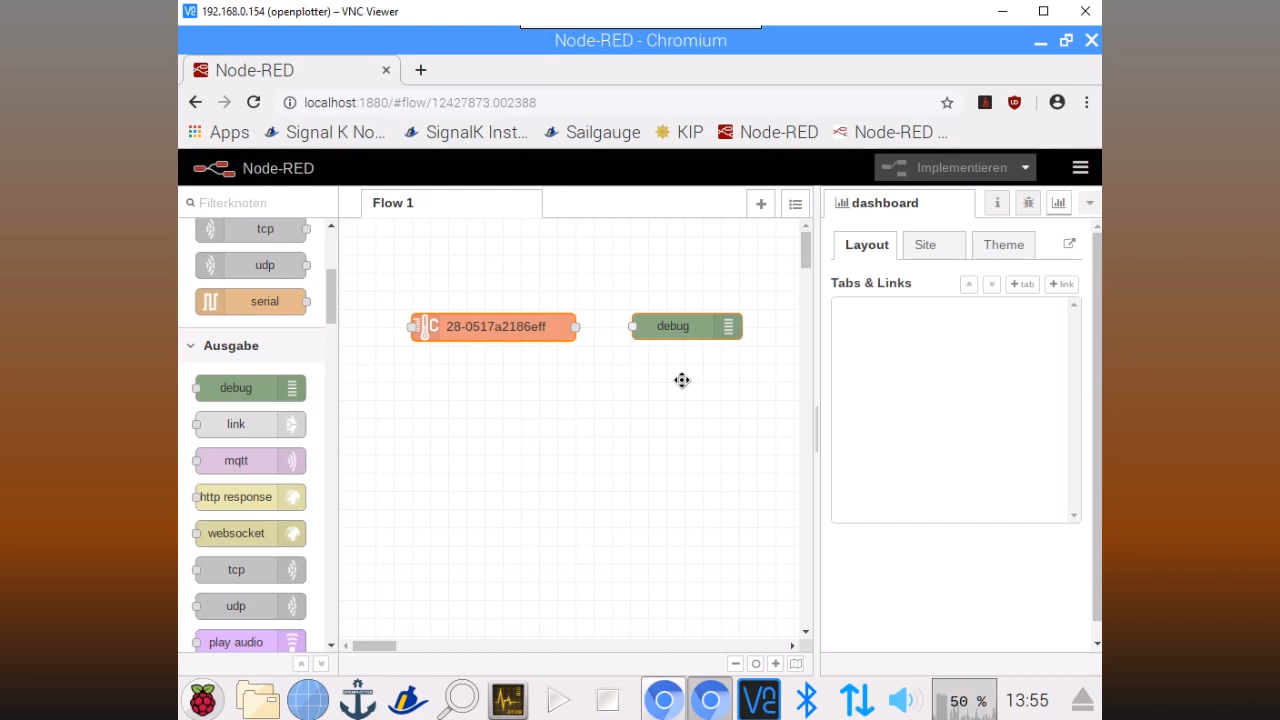 192.168.0.154 (openplotter) – VNC Viewer
Node-RED - Chromium
Node-RED
localhost:1880/#flow/12427873.002388
Apps
Signal K No...
SignalK Inst...
Sailgauge
KIP
Node-RED
Node-RED ...
Node-RED
Implementieren
Filterknoten
Flow 1
dashboard
tcp
udp
serial
Ausgabe
debug
link
mqtt
http response
websocket
tcp
udp
play audio
C 28-0517a2186eff
debug
Layout
Site
Theme
Tabs & Links
+ tab
+ link
50 %
13:55